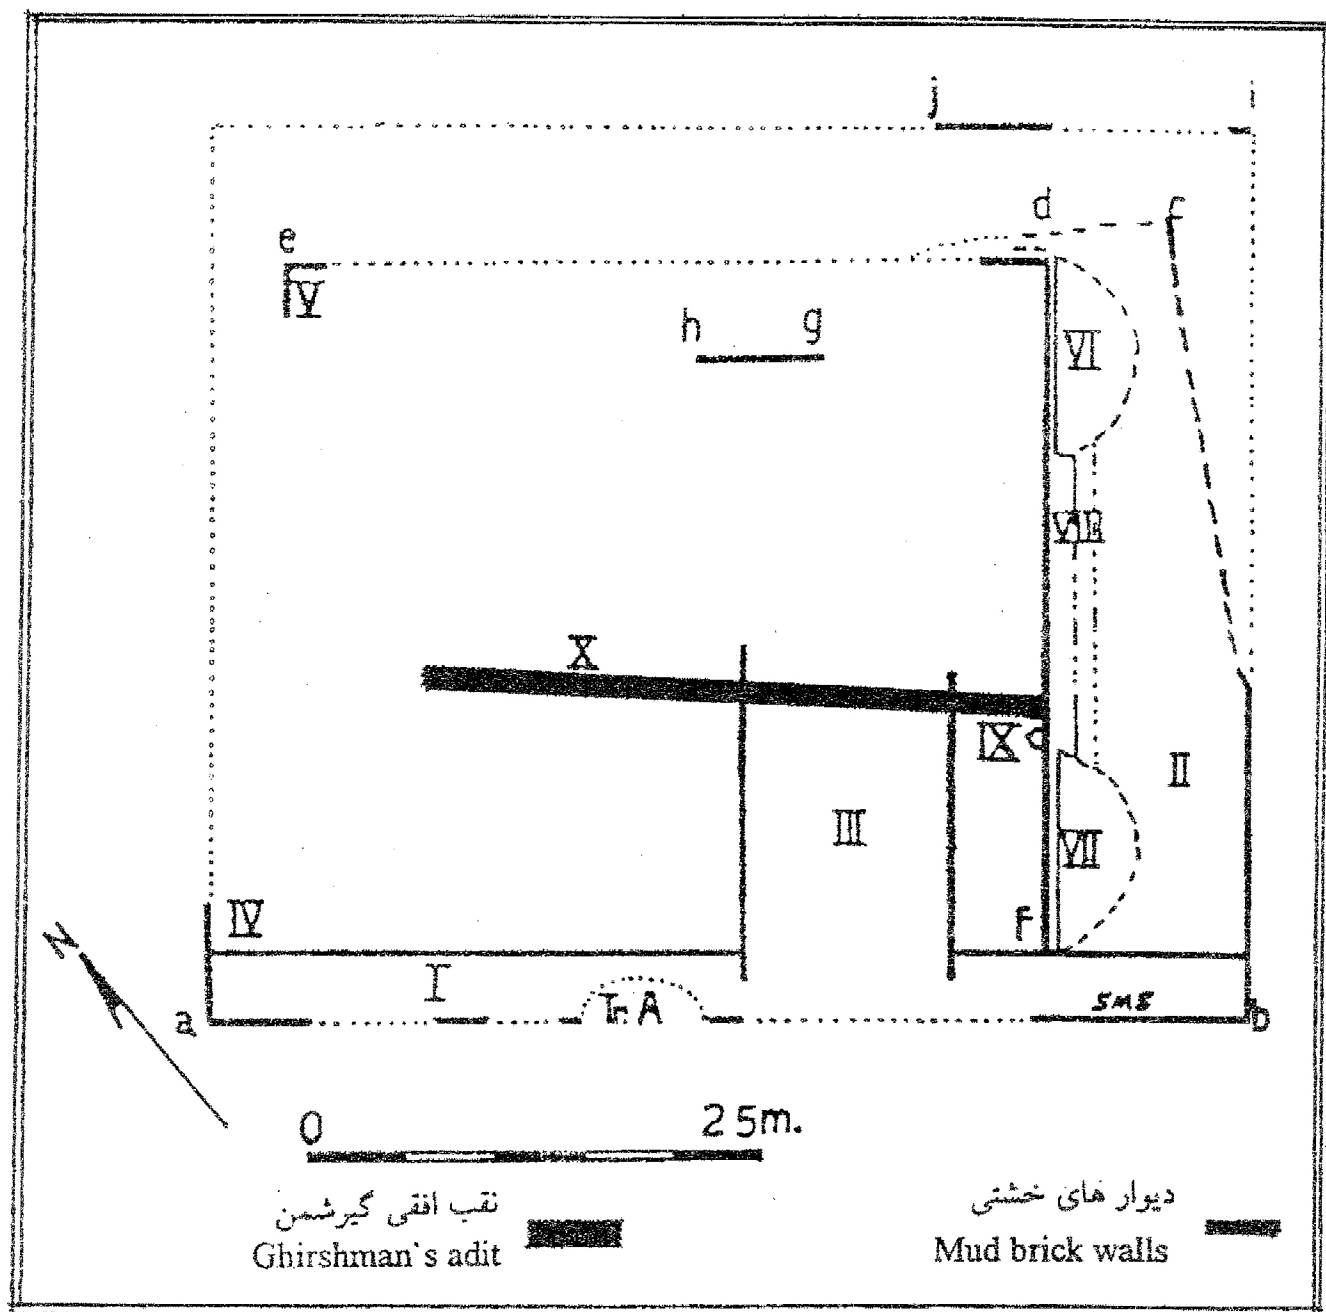 j
d c
e
V
h g
VI
VIII
X
IX
II
III
VII
IV F
N
I
Tr A SMS
a b
0 25m.
نقب افقی گیرشمن
Ghirshman`s adit
دیوار های خشتی
Mud brick walls